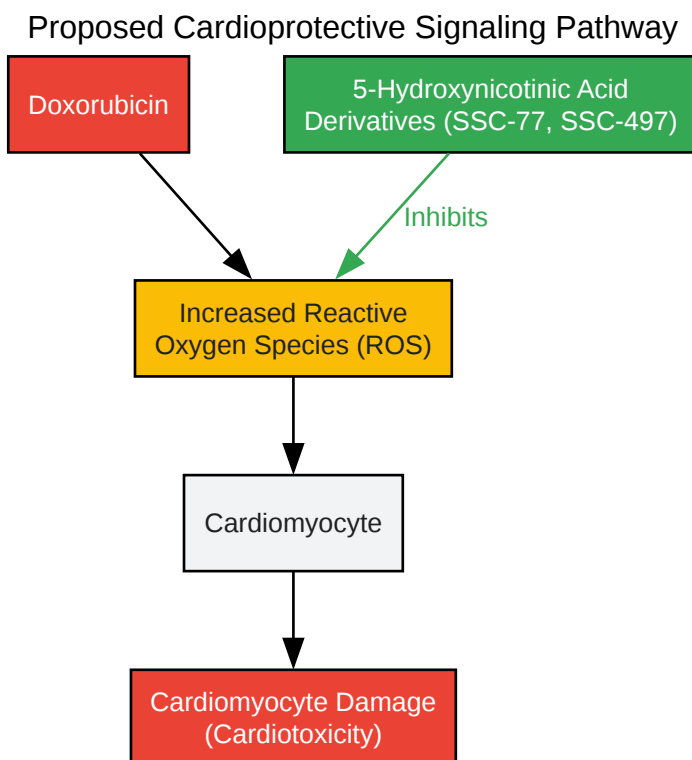 Proposed Cardioprotective Signaling Pathway
Doxorubicin
5-Hydroxynicotinic Acid
Derivatives (SSC-77, SSC-497)
Inhibits
Increased Reactive
Oxygen Species (ROS)
Cardiomyocyte
Cardiomyocyte Damage
(Cardiotoxicity)